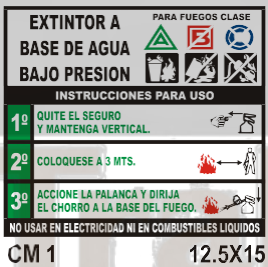 EXTINTOR A
BASE DE AGUA
BAJO PRESION
PARA FUEGOS CLASE
A B C
INSTRUCCIONES PARA USO
1º QUITE EL SEGURO
Y MANTENGA VERTICAL.
2º COLOQUESE A 3 MTS.
3º ACCIONE LA PALANCA Y DIRIJA
EL CHORRO A LA BASE DEL FUEGO.
NO USAR EN ELECTRICIDAD NI EN COMBUSTIBLES LIQUIDOS
CM 1 12.5X15